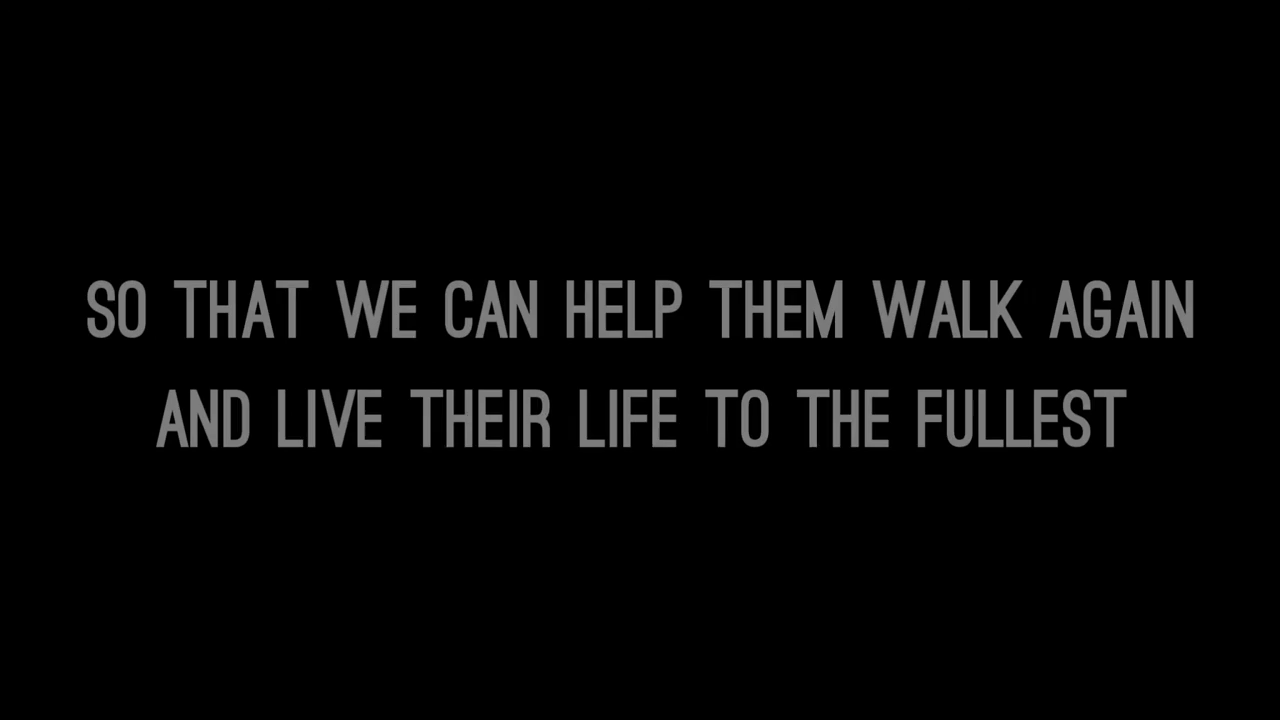 SO THAT WE CAN HELP THEM WALK AGAIN
AND LIVE THEIR LIFE TO THE FULLEST